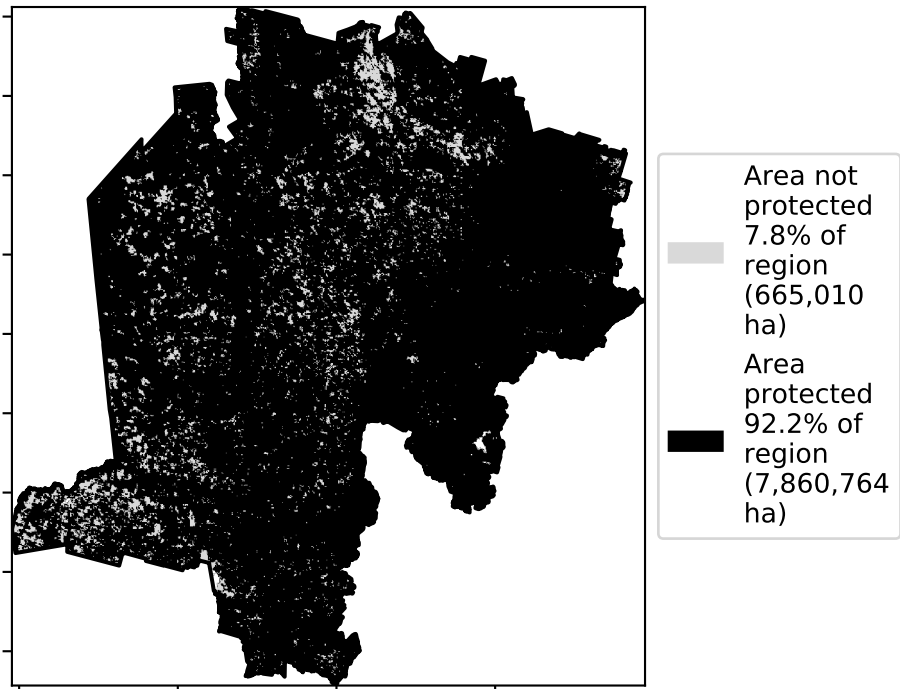 Area not
protected
7.8% of
region
(665,010
ha)
Area
protected
92.2% of
region
(7,860,764
ha)